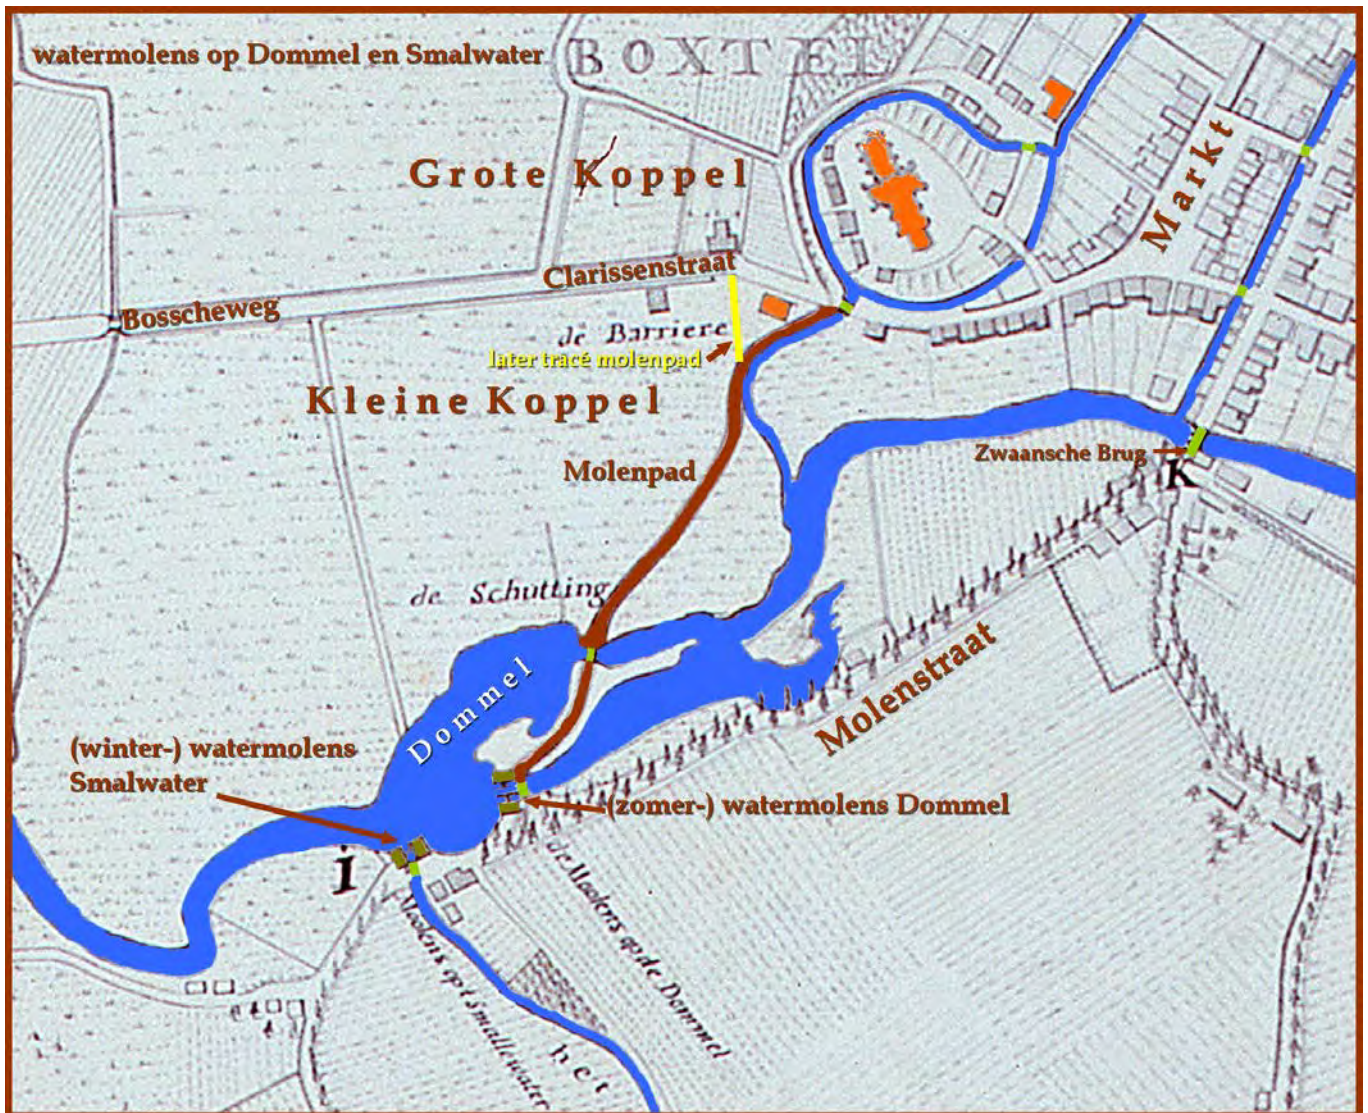 watermolens op Dommel en Smalwater
BOXTEL
Grote Koppel
Markt
Clarissenstraat
Bosscheweg
de Barriere
later tracé molenpad
Kleine Koppel
Zwaansche Brug
K
Molenpad
de Schutting
Dommel
Molenstraat
(winter-) watermolens
Smalwater
(zomer-) watermolens Dommel
i
de Moolens op de Dommel
Moolens op t Smallewater
het